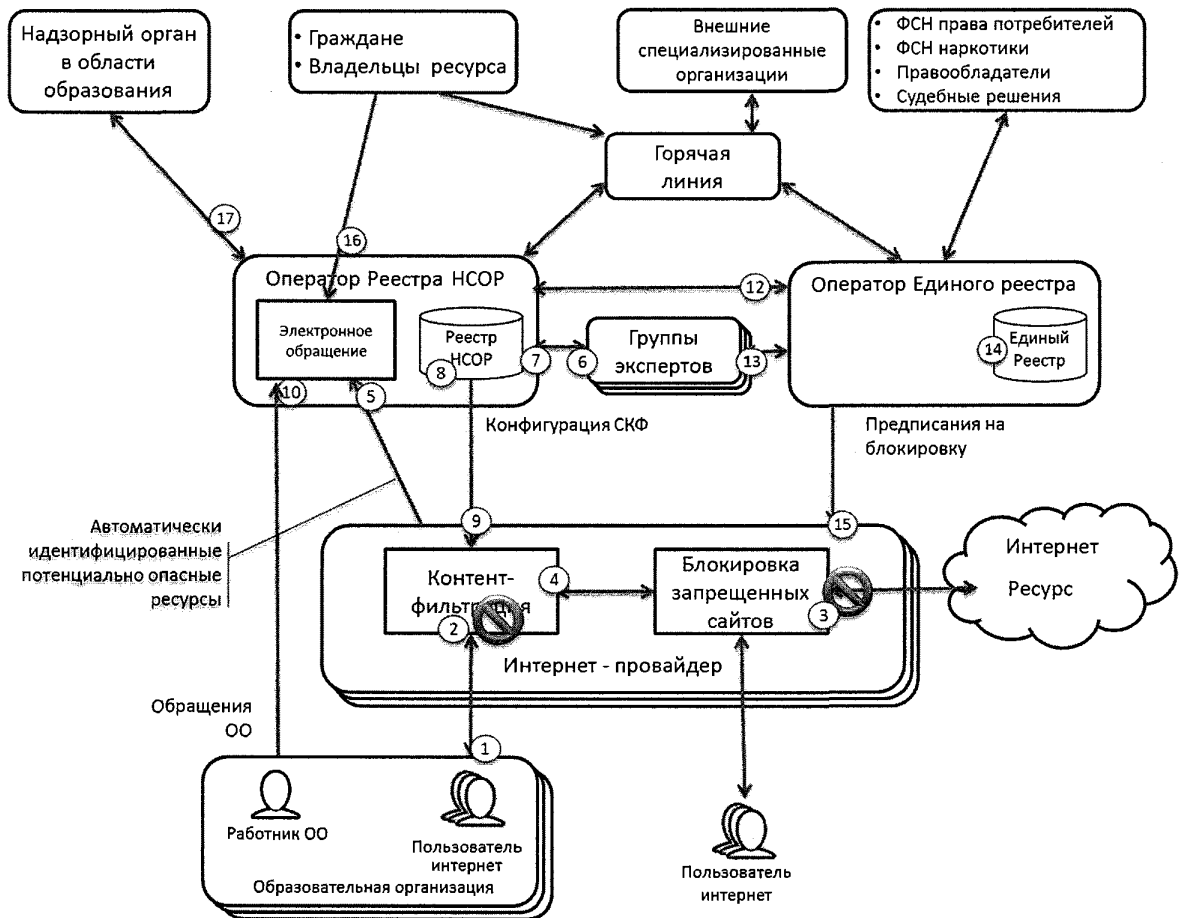 Надзорный орган
в области
образования
• Граждане
• Владельцы ресурса
Внешние
специализированные
организации
• ФСН права потребителей
• ФСН наркотики
• Правообладатели
• Судебные решения
Горячая
линия
17
16
Оператор Реестра НСОР
Электронное
обращение
Реестр
НСОР
8
7
6
Группы
экспертов
13
12
Оператор Единого реестра
14
Единый
Реестр
10
5
Конфигурация СКФ
Предписания на
блокировку
Автоматически
идентифицированные
потенциально опасные
ресурсы
9
15
Контент-
фильтрация
2
4
Блокировка
запрещенных
сайтов
3
Интернет
Ресурс
Интернет - провайдер
Обращения
ОО
1
Работник ОО
Пользователь
интернет
Образовательная организация
Пользователь
интернет